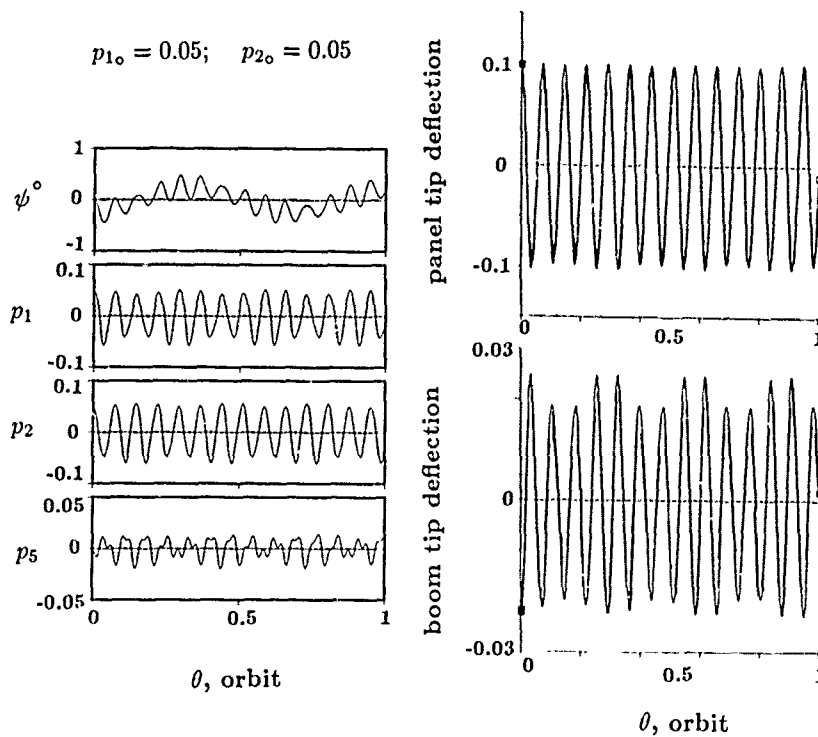 p₁ₒ = 0.05; p₂ₒ = 0.05
ψ°
1
0
-1
p₁
0.1
0
-0.1
p₂
0.1
0
-0.1
p₅
0.05
0
-0.05
0 0.5 1
θ, orbit
panel tip deflection
0.1
0
-0.1
0 0.5 1
boom tip deflection
0.03
0
-0.03
0 0.5 1
θ, orbit